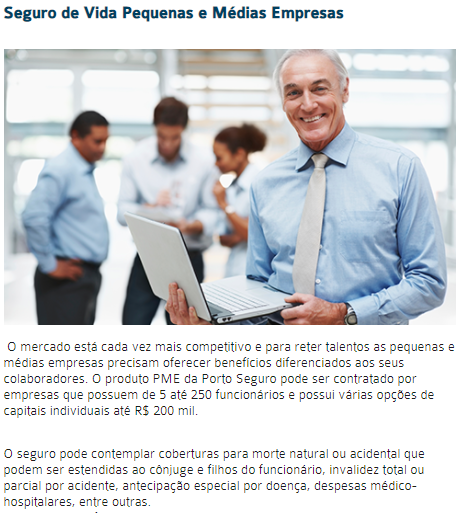 Seguro de Vida Pequenas e Médias Empresas
O mercado está cada vez mais competitivo e para reter talentos as pequenas e
médias empresas precisam oferecer benefícios diferenciados aos seus
colaboradores. O produto PME da Porto Seguro pode ser contratado por
empresas que possuem de 5 até 250 funcionários e possui várias opções de
capitais individuais até R$ 200 mil.
O seguro pode contemplar coberturas para morte natural ou acidental que
podem ser estendidas ao cônjuge e filhos do funcionário, invalidez total ou
parcial por acidente, antecipação especial por doença, despesas médico-
hospitalares, entre outras.